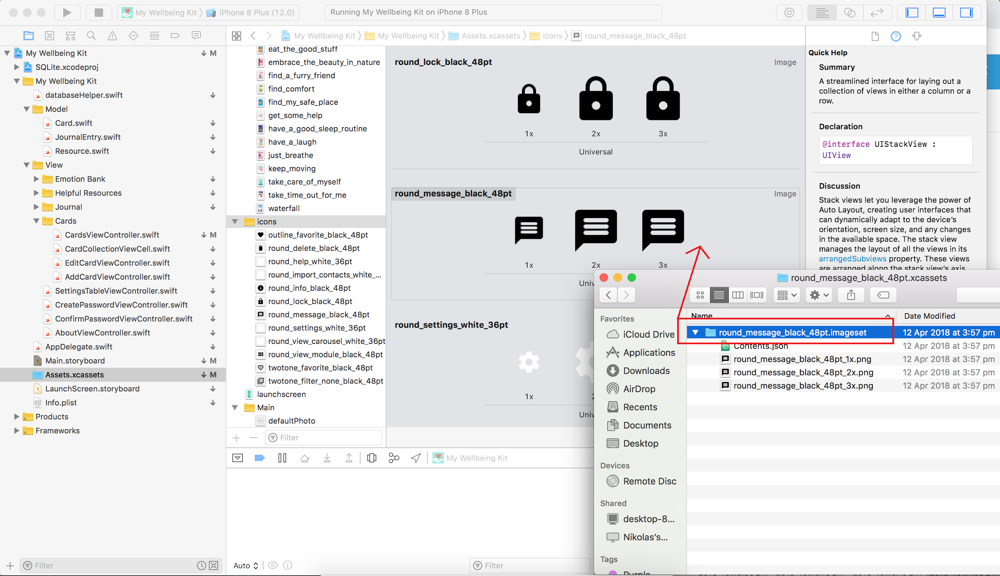 My Wellbeing Kit
iPhone 8 Plus (12.0)
Running My Wellbeing Kit on iPhone 8 Plus
My Wellbeing Kit
My Wellbeing Kit
Assets.xcassets
icons
round_message_black_48pt
My Wellbeing Kit
M
SQLite.xcodeproj
My Wellbeing Kit
databaseHelper.swift
Model
Card.swift
JournalEntry.swift
Resource.swift
View
Emotion Bank
Helpful Resources
Journal
Cards
CardsViewController.swift
M
CardCollectionViewCell.swift
EditCardViewController.swift
AddCardViewController.swift
SettingsTableViewController.swift
CreatePasswordViewController.swift
ConfirmPasswordViewController.swift
AboutViewController.swift
AppDelegate.swift
Main.storyboard
M
Assets.xcassets
M
LaunchScreen.storyboard
Info.plist
Products
Frameworks
Filter
eat_the_good_stuff
embrace_the_beauty_in_nature
find_a_furry_friend
find_comfort
find_my_safe_place
get_some_help
have_a_good_sleep_routine
have_a_laugh
just_breathe
keep_moving
take_care_of_myself
take_time_out_for_me
waterfall
icons
outline_favorite_black_48pt
round_delete_black_48pt
round_help_white_36pt
round_import_contacts_white_...
round_info_black_48pt
round_lock_black_48pt
round_message_black_48pt
round_settings_white_36pt
round_view_carousel_white_36pt
round_view_module_black_48pt
twotone_favorite_black_48pt
twotone_filter_none_black_48pt
launchscreen
Main
defaultPhoto
Filter
round_lock_black_48pt
Image
1x
2x
3x
Universal
round_message_black_48pt
Image
1x
2x
3x
Univ
round_settings_white_36pt
1x
2
Univ
My Wellbeing Kit
Auto
Filter
Quick Help
Summary
A streamlined interface for laying out a
collection of views in either a column or a
row.
Declaration
@interface UIStackView :
UIView
Discussion
Stack views let you leverage the power of
Auto Layout, creating user interfaces that
can dynamically adapt to the device's
orientation, screen size, and any changes
in the available space. The stack view
manages the layout of all the views in its
arrangedSubviews property. These views
are arranged along the stack view's axis
round_message_black_48pt.xcassets
Name
Date Modified
Favorites
iCloud Drive
Applications
Downloads
AirDrop
Recents
Documents
Desktop
Devices
Remote Disc
Shared
desktop-8...
Nikolas's...
Tags
Purple
round_message_black_48pt.imageset
12 Apr 2018 at 3:57 pm
Contents.json
12 Apr 2018 at 3:57 pm
round_message_black_48pt_1x.png
12 Apr 2018 at 3:57 pm
round_message_black_48pt_2x.png
12 Apr 2018 at 3:57 pm
round_message_black_48pt_3x.png
12 Apr 2018 at 3:57 pm